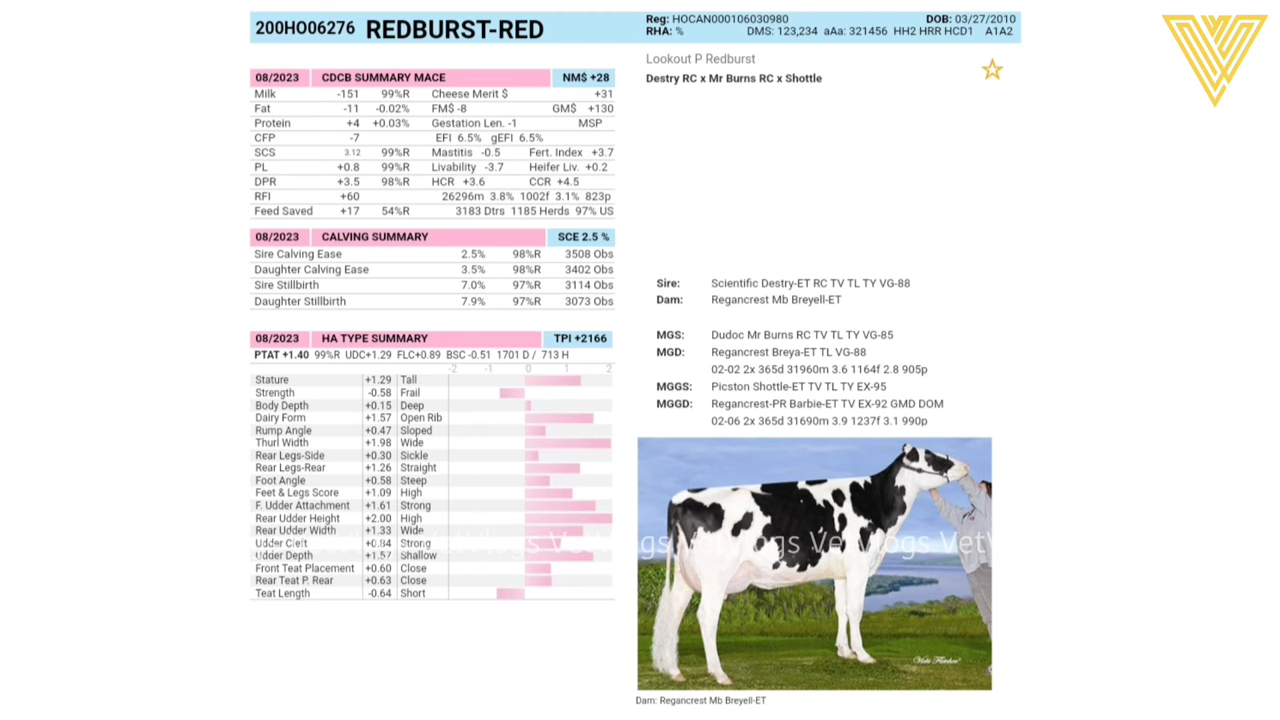 200HO06276 REDBURST-RED
Reg: HOCAN000106030980 DOB: 03/27/2010
RHA: % DMS: 123,234 aAa: 321456 HH2 HRR HCD1 A1A2
Lookout P Redburst
Destry RC x Mr Burns RC x Shottle
08/2023 CDCB SUMMARY MACE NM$ +28
Milk -151 99%R Cheese Merit $ +31
Fat -11 -0.02% FM$ -8 GM$ +130
Protein +4 +0.03% Gestation Len. -1 MSP
CFP -7 EFI 6.5% gEFI 6.5%
SCS 3.12 99%R Mastitis -0.5 Fert. Index +3.7
PL +0.8 99%R Livability -3.7 Heifer Liv. +0.2
DPR +3.5 98%R HCR +3.6 CCR +4.5
RFI +60 26296m 3.8% 1002f 3.1% 823p
Feed Saved +17 54%R 3183 Dtrs 1185 Herds 97% US
08/2023 CALVING SUMMARY SCE 2.5 %
Sire Calving Ease 2.5% 98%R 3508 Obs
Daughter Calving Ease 3.5% 98%R 3402 Obs
Sire Stillbirth 7.0% 97%R 3114 Obs
Daughter Stillbirth 7.9% 97%R 3073 Obs
08/2023 HA TYPE SUMMARY TPI +2166
PTAT +1.40 99%R UDC+1.29 FLC+0.89 BSC -0.51 1701 D / 713 H
-2 -1 0 1 2
Stature +1.29 Tall
Strength -0.58 Frail
Body Depth +0.15 Deep
Dairy Form +1.57 Open Rib
Rump Angle +0.47 Sloped
Thurl Width +1.98 Wide
Rear Legs-Side +0.30 Sickle
Rear Legs-Rear +1.26 Straight
Foot Angle +0.58 Steep
Feet & Legs Score +1.09 High
F. Udder Attachment +1.61 Strong
Rear Udder Height +2.00 High
Rear Udder Width +1.33 Wide
Udder Cleft +0.84 Strong
Udder Depth +1.57 Shallow
Front Teat Placement +0.60 Close
Rear Teat P. Rear +0.63 Close
Teat Length -0.64 Short
Sire: Scientific Destry-ET RC TV TL TY VG-88
Dam: Regancrest Mb Breyell-ET
MGS: Dudoc Mr Burns RC TV TL TY VG-85
MGD: Regancrest Breya-ET TL VG-88
02-02 2x 365d 31960m 3.6 1164f 2.8 905p
MGGS: Picston Shottle-ET TV TL TY EX-95
MGGD: Regancrest-PR Barbie-ET TV EX-92 GMD DOM
02-06 2x 365d 31690m 3.9 1237f 3.1 990p
Dam: Regancrest Mb Breyell-ET